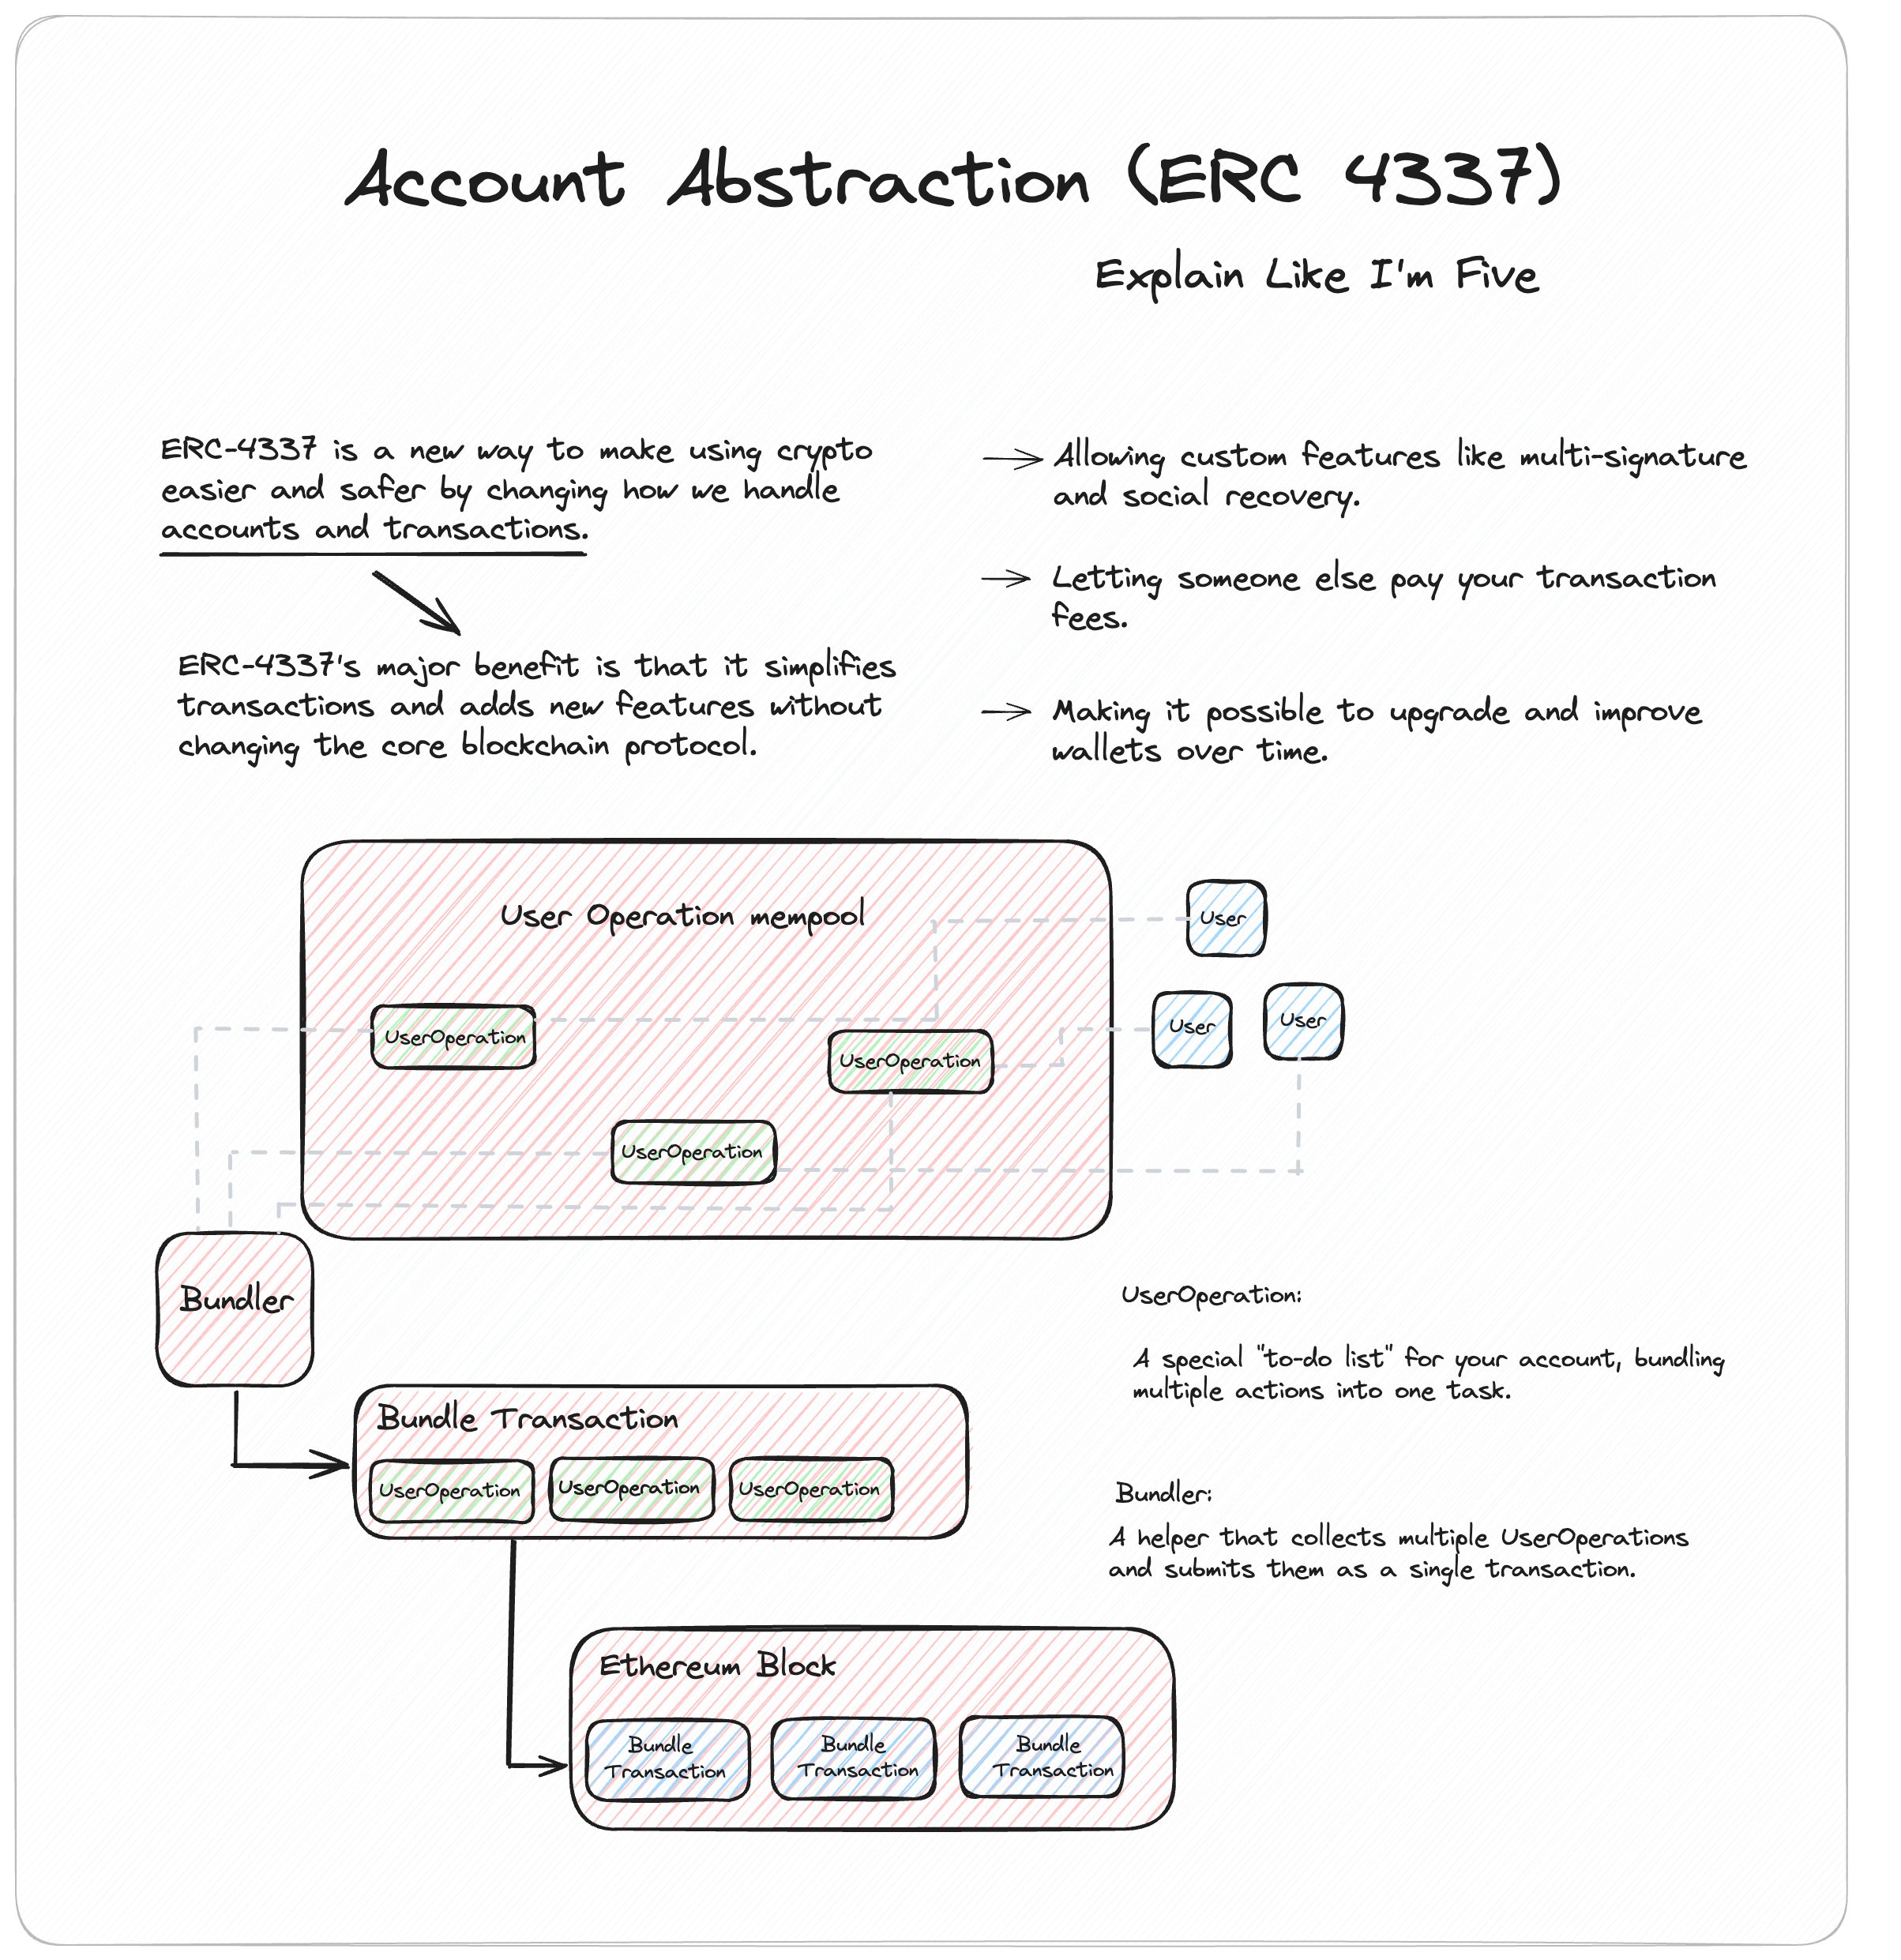 Account Abstraction (ERC 4337)
Explain Like I'm Five
ERC-4337 is a new way to make using crypto
easier and safer by changing how we handle
accounts and transactions.
ERC-4337's major benefit is that it simplifies
transactions and adds new features without
changing the core blockchain protocol.
Allowing custom features like multi-signature
and social recovery.
Letting someone else pay your transaction
fees.
Making it possible to upgrade and improve
wallets over time.
User Operation mempool
User
User
User
UserOperation
UserOperation
UserOperation
Bundler
UserOperation:
A special "to-do list" for your account, bundling
multiple actions into one task.
Bundle Transaction
UserOperation
UserOperation
UserOperation
Bundler:
A helper that collects multiple UserOperations
and submits them as a single transaction.
Ethereum Block
Bundle
Transaction
Bundle
Transaction
Bundle
Transaction